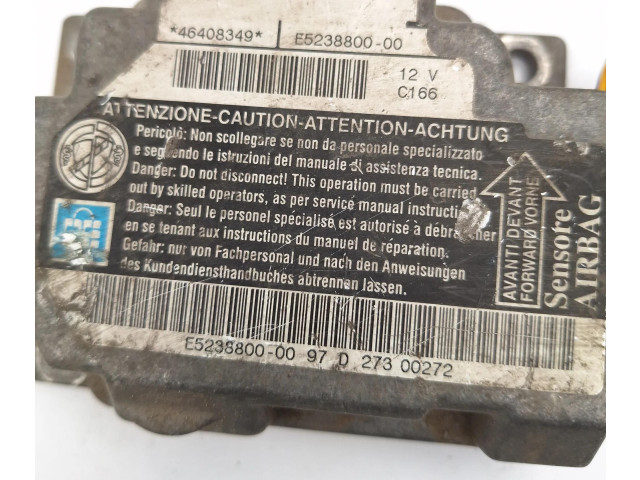 *46408349* E5238800-00
12 V
C166
ATTENZIONE-CAUTION-ATTENTION-ACHTUNG
Pericolo: Non scollegare se non da personale specializzato
e seguendo le istruzioni del manuale di assistenza tecnica.
Danger: Do not disconnect! This operation must be carried
out by skilled operators, as per service manual instruction
Danger: Seul le personel spécialisé est autorisé à débrancher
en se tenant aux instructions du manuel de réparation.
Gefahr: nur von Fachpersonal und nach den Anweisungen
des Kundendiensthandbuches abtrennen lassen.
AVANTI DEVANT
FORWARD VORNE
Sensore
AIRBAG
E5238800-00 97 D 273 00272